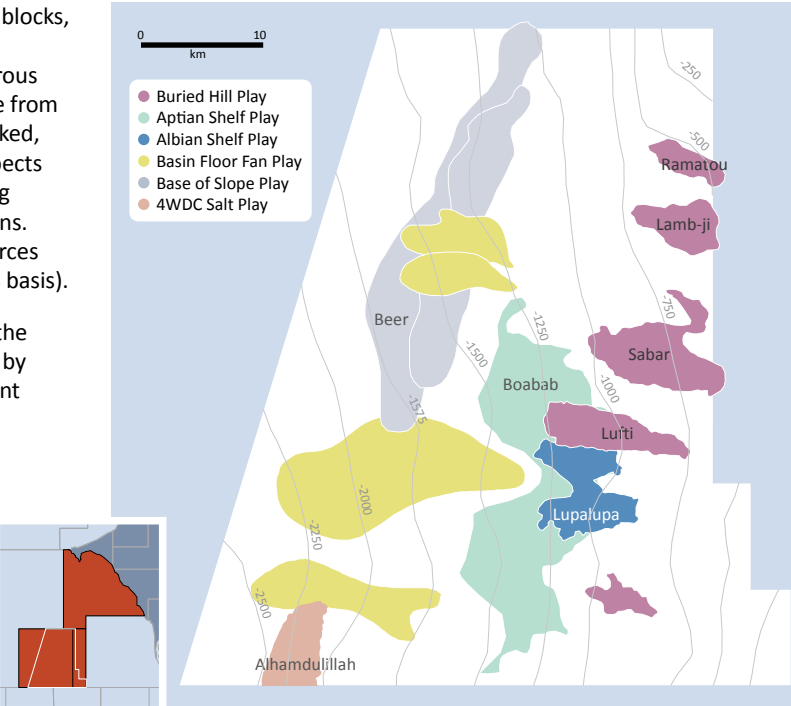 blocks,
rous
e from
ked,
pects
g
ns.
rces
basis).
the
by
nt
0 10
km
Buried Hill Play
Aptian Shelf Play
Albian Shelf Play
Basin Floor Fan Play
Base of Slope Play
4WDC Salt Play
-250
-500
Ramatou
Lamb-ji
-750
Beer
-1250
-1500
Sabar
Boabab
-1000
-1575
Lufti
-2000
Lupalupa
-2250
-2500
Alhamdulillah